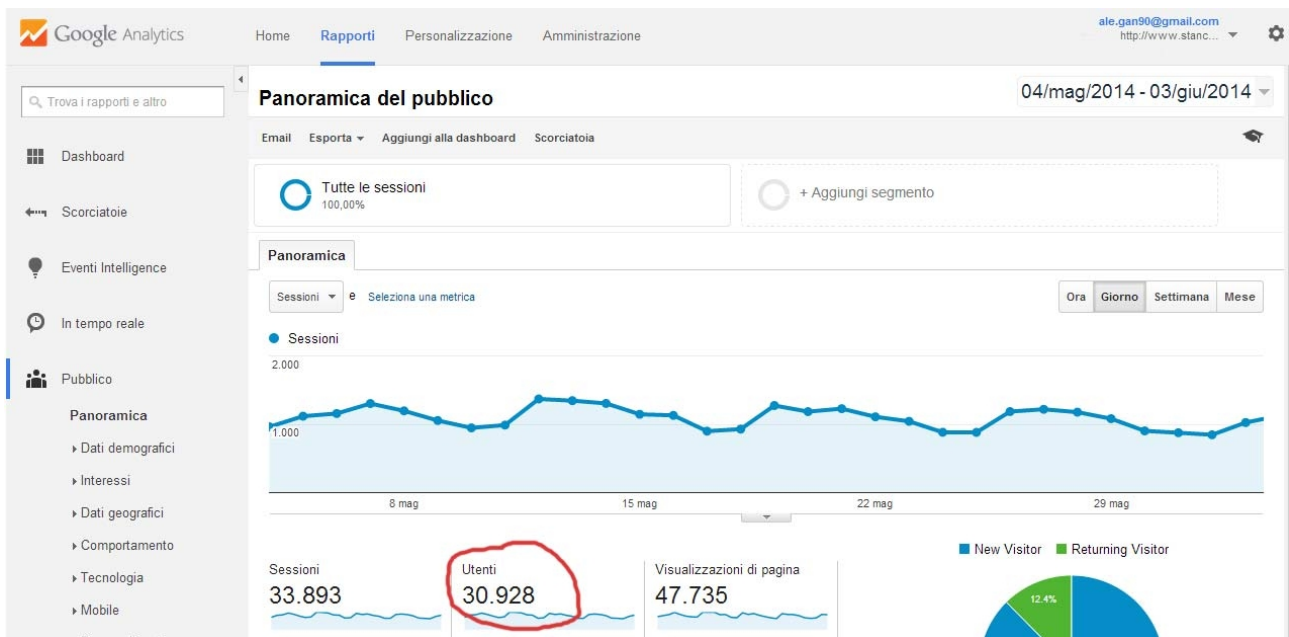 Google Analytics
Home Rapporti Personalizzazione Amministrazione
ale.gan90@gmail.com
http://www.stanc...
Trova i rapporti e altro
Panoramica del pubblico
04/mag/2014 - 03/giu/2014
Email Esporta Aggiungi alla dashboard Scorciatoia
Dashboard
Tutte le sessioni
100,00%
+ Aggiungi segmento
Scorciatoie
Panoramica
Eventi Intelligence
Sessioni e Seleziona una metrica
Ora Giorno Settimana Mese
In tempo reale
Sessioni
2.000
Pubblico
Panoramica
1.000
Dati demografici
Interessi
8 mag 15 mag 22 mag 29 mag
Dati geografici
Comportamento
New Visitor Returning Visitor
Sessioni Utenti Visualizzazioni di pagina
33.893 30.928 47.735
Tecnologia
12.4%
Mobile